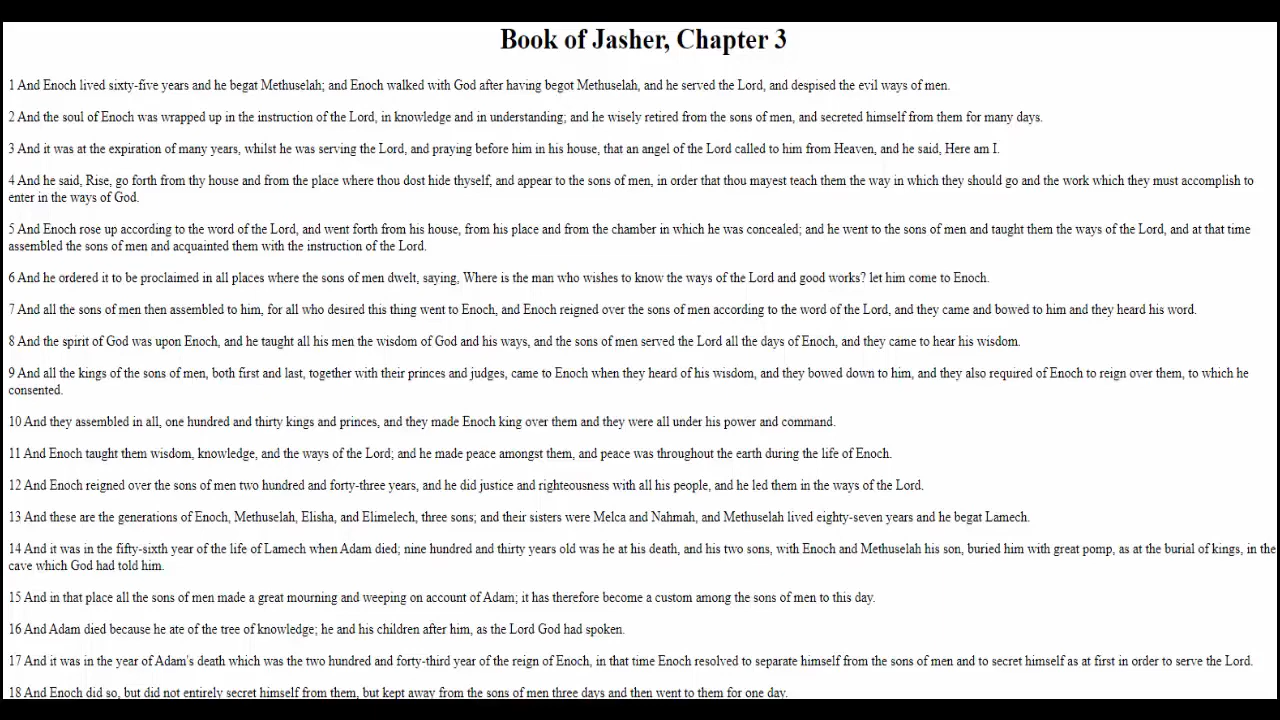 Book of Jasher, Chapter 3
1 And Enoch lived sixty-five years and he begat Methuselah; and Enoch walked with God after having begot Methuselah, and he served the Lord, and despised the evil ways of men.
2 And the soul of Enoch was wrapped up in the instruction of the Lord, in knowledge and in understanding; and he wisely retired from the sons of men, and secreted himself from them for many days.
3 And it was at the expiration of many years, whilst he was serving the Lord, and praying before him in his house, that an angel of the Lord called to him from Heaven, and he said, Here am I.
4 And he said, Rise, go forth from thy house and from the place where thou dost hide thyself, and appear to the sons of men, in order that thou mayest teach them the way in which they should go and the work which they must accomplish to
enter in the ways of God.
5 And Enoch rose up according to the word of the Lord, and went forth from his house, from his place and from the chamber in which he was concealed; and he went to the sons of men and taught them the ways of the Lord, and at that time
assembled the sons of men and acquainted them with the instruction of the Lord.
6 And he ordered it to be proclaimed in all places where the sons of men dwelt, saying, Where is the man who wishes to know the ways of the Lord and good works? let him come to Enoch.
7 And all the sons of men then assembled to him, for all who desired this thing went to Enoch, and Enoch reigned over the sons of men according to the word of the Lord, and they came and bowed to him and they heard his word.
8 And the spirit of God was upon Enoch, and he taught all his men the wisdom of God and his ways, and the sons of men served the Lord all the days of Enoch, and they came to hear his wisdom.
9 And all the kings of the sons of men, both first and last, together with their princes and judges, came to Enoch when they heard of his wisdom, and they bowed down to him, and they also required of Enoch to reign over them, to which he
consented.
10 And they assembled in all, one hundred and thirty kings and princes, and they made Enoch king over them and they were all under his power and command.
11 And Enoch taught them wisdom, knowledge, and the ways of the Lord; and he made peace amongst them, and peace was throughout the earth during the life of Enoch.
12 And Enoch reigned over the sons of men two hundred and forty-three years, and he did justice and righteousness with all his people, and he led them in the ways of the Lord.
13 And these are the generations of Enoch, Methuselah, Elisha, and Elimelech, three sons; and their sisters were Melca and Nahmah, and Methuselah lived eighty-seven years and he begat Lamech.
14 And it was in the fifty-sixth year of the life of Lamech when Adam died; nine hundred and thirty years old was he at his death, and his two sons, with Enoch and Methuselah his son, buried him with great pomp, as at the burial of kings, in the
cave which God had told him.
15 And in that place all the sons of men made a great mourning and weeping on account of Adam; it has therefore become a custom among the sons of men to this day.
16 And Adam died because he ate of the tree of knowledge; he and his children after him, as the Lord God had spoken.
17 And it was in the year of Adam's death which was the two hundred and forty-third year of the reign of Enoch, in that time Enoch resolved to separate himself from the sons of men and to secret himself as at first in order to serve the Lord.
18 And Enoch did so, but did not entirely secret himself from them, but kept away from the sons of men three days and then went to them for one day.